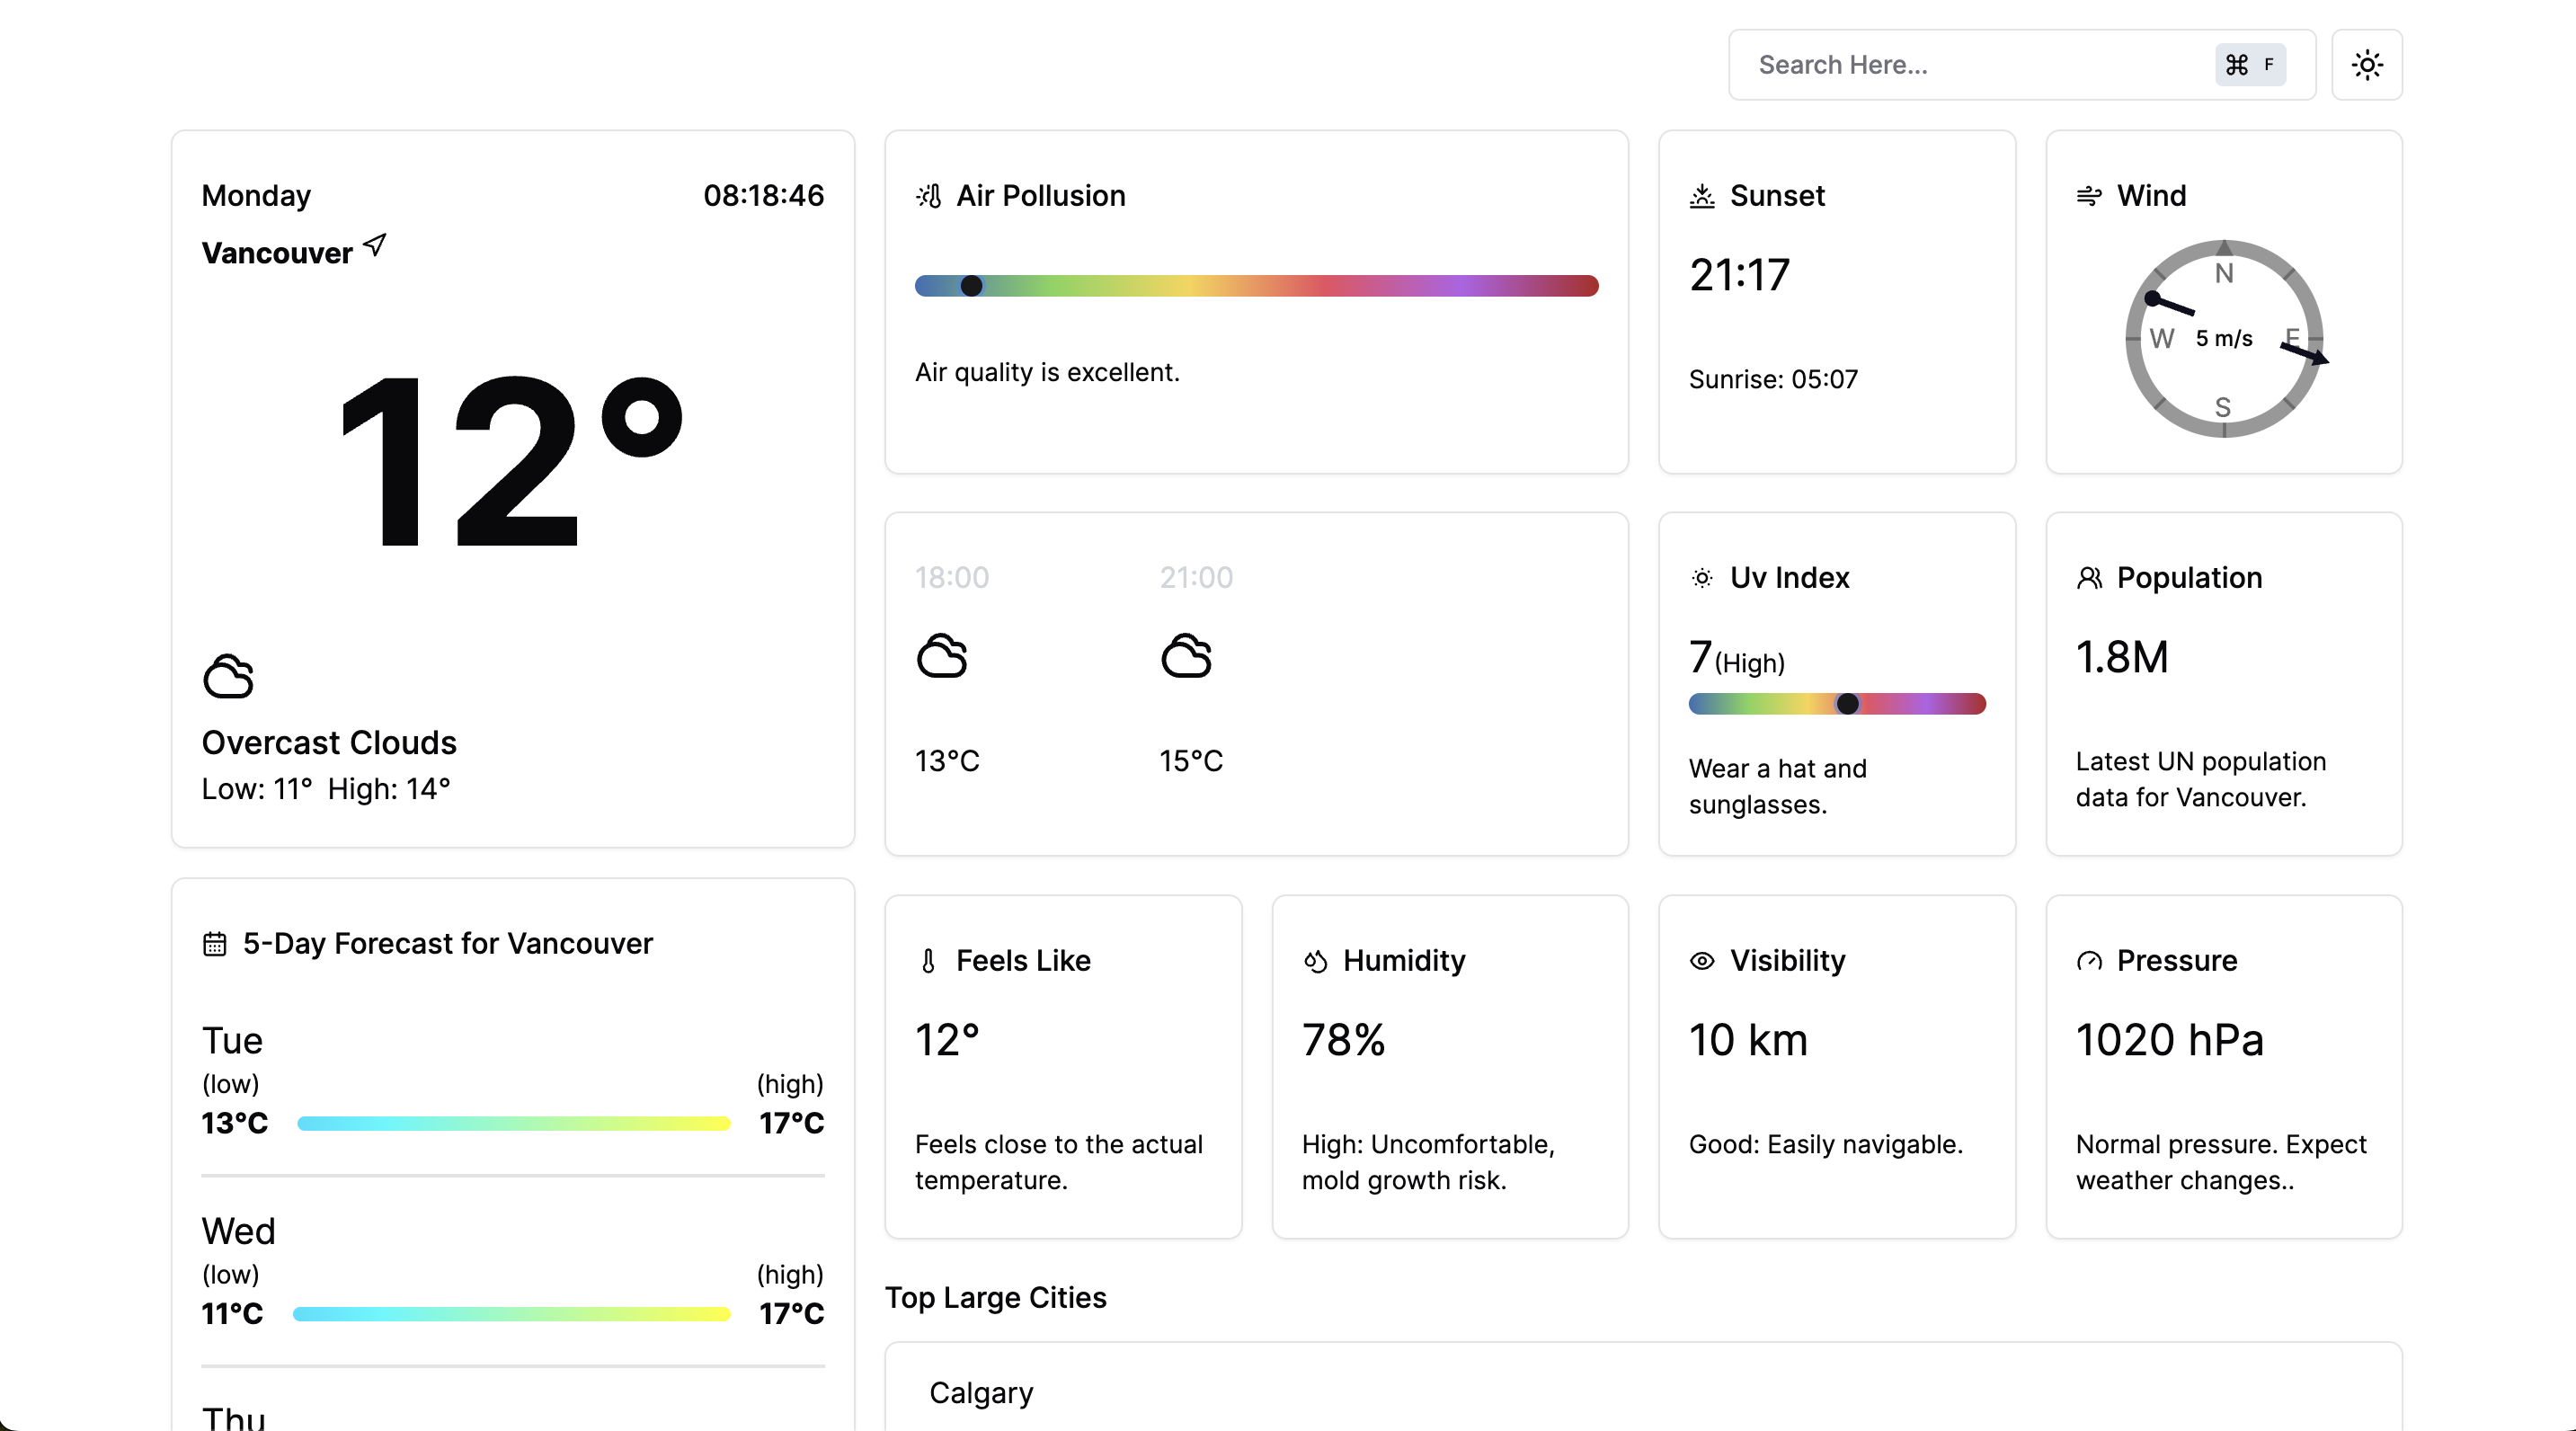 Search Here...
⌘ F
Monday
08:18:46
Vancouver
12°
Overcast Clouds
Low: 11° High: 14°
Air Pollusion
Air quality is excellent.
Sunset
21:17
Sunrise: 05:07
Wind
N
W
5 m/s
E
S
18:00
21:00
13°C
15°C
Uv Index
7(High)
Wear a hat and
sunglasses.
Population
1.8M
Latest UN population
data for Vancouver.
5-Day Forecast for Vancouver
Tue
(low)
(high)
13°C
17°C
Wed
(low)
(high)
11°C
17°C
Thu
Feels Like
12°
Feels close to the actual
temperature.
Humidity
78%
High: Uncomfortable,
mold growth risk.
Visibility
10 km
Good: Easily navigable.
Pressure
1020 hPa
Normal pressure. Expect
weather changes..
Top Large Cities
Calgary